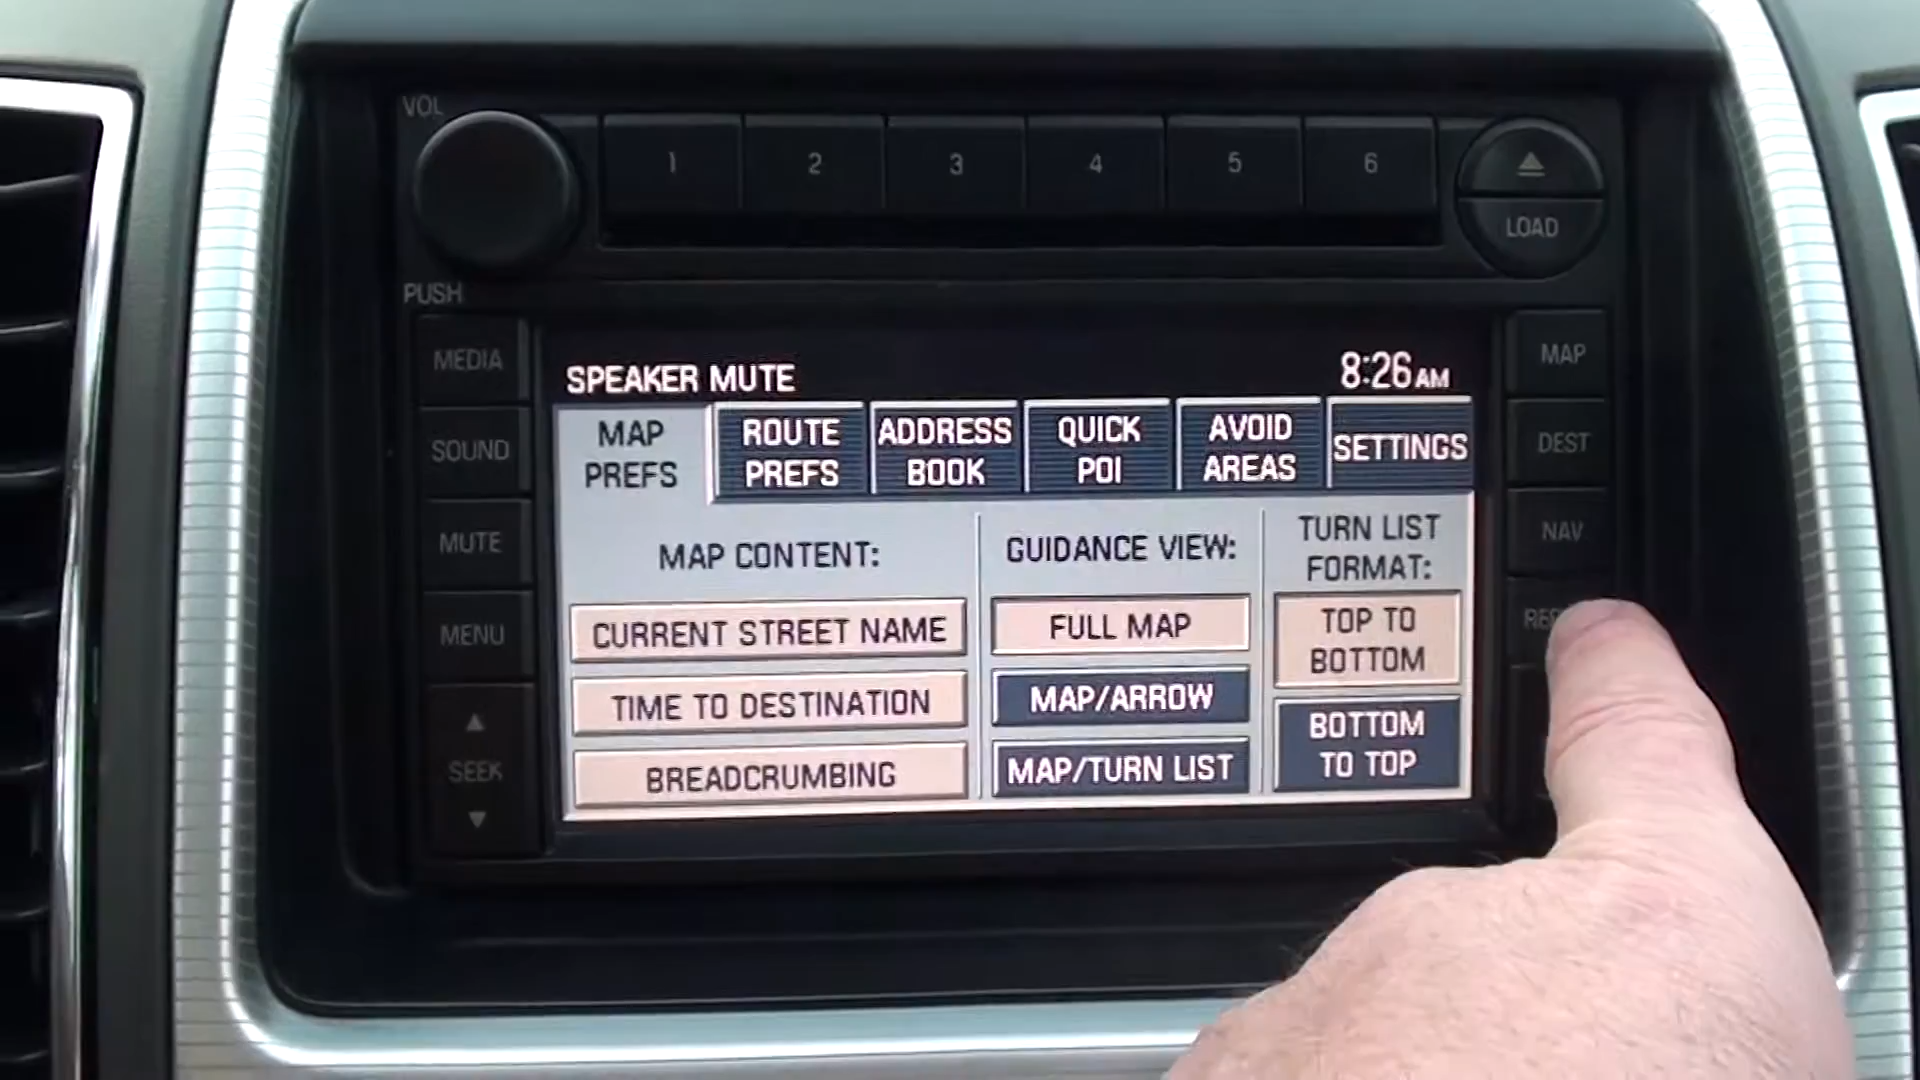 VOL
1 2 3 4 5 6
LOAD
PUSH
MEDIA
SOUND
MUTE
MENU
SEEK
SPEAKER MUTE 8:26 AM
MAP PREFS
ROUTE PREFS
ADDRESS BOOK
QUICK POI
AVOID AREAS
SETTINGS
MAP CONTENT:
CURRENT STREET NAME
TIME TO DESTINATION
BREADCRUMBING
GUIDANCE VIEW:
FULL MAP
MAP/ARROW
MAP/TURN LIST
TURN LIST
FORMAT:
TOP TO
BOTTOM
BOTTOM
TO TOP
MAP
DEST
NAV